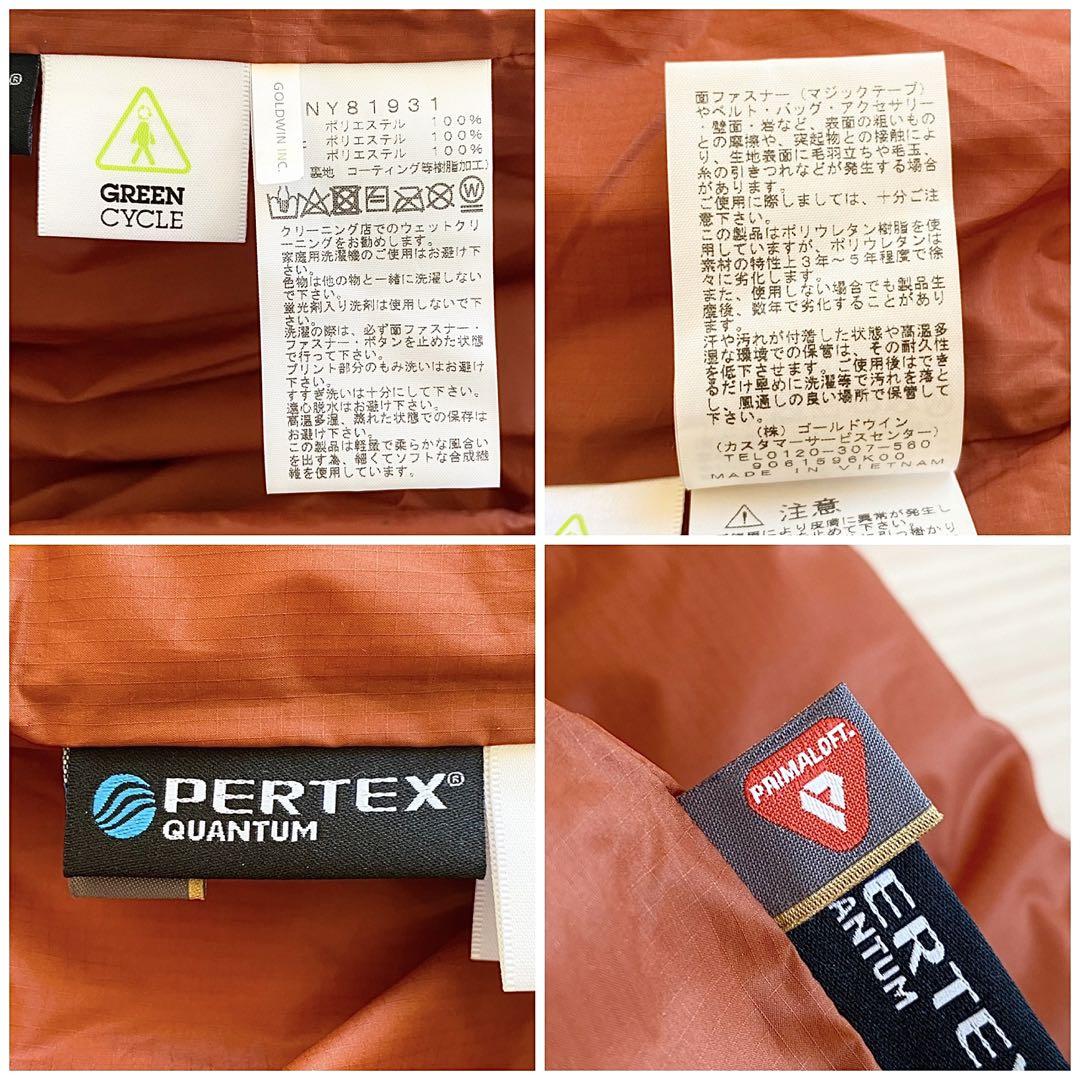 ®
GREEN
CYCLE
GOLDWIN INC.
NY81931
ポリエステル 100%
ポリエステル 100%
ポリエステル 100%
裏地 コーティング等樹脂加工)
W
クリーニング店でのウェットクリ
ーニングをお勧めします。
家庭用洗濯機のご使用はお避け下
さい。
色物は他の物と一緒に洗濯しない
で下さい。
蛍光剤入り洗剤は使用しないで下
さい。
洗濯の際は、必ず面ファスナー・
ファスナー・ボタンを止めた状態
で行って下さい。
プリント部分のもみ洗いはお避け
下さい。
すすぎ洗いは十分にして下さい。
遠心脱水はお避け下さい。
高温多湿、蒸れた状態での保存は
お避け下さい。
この製品は軽量で柔らかな風合い
を出す為、細くてソフトな合成繊
維を使用しています。
面ファスナー(マジックテープ)
やベルト・バッグ・アクセサリー
・壁面・岩など、表面の粗いもの
との摩擦や、突起物との接触によ
り、生地表面に毛羽立ちや毛玉、
糸の引きつれなどが発生する場合
があります。
ご使用に際しましては、十分ご注
意下さい。
この製品はポリウレタン樹脂を使
用していますが、ポリウレタンは
素材の特性上3年~5年程度で徐
々に劣化します。
また、使用しない場合でも製品生
産後、数年で劣化することがあり
ます。
汗や汚れが付着した状態や高温多
湿な環境での保管は、その耐久性
を低下させます。ご使用後はでき
るだけ早めに洗濯等で汚れを落と
し、風通しの良い場所で保管して
下さい。
(株)ゴールドウイン
(カスタマーサービスセンター)
TEL0120-307-560
9061596K00
MADE IN VIETNAM
注意
により皮膚に異常が発生し
PERTEX®
QUANTUM
PRIMALOFT
ERTEX
ANTUM